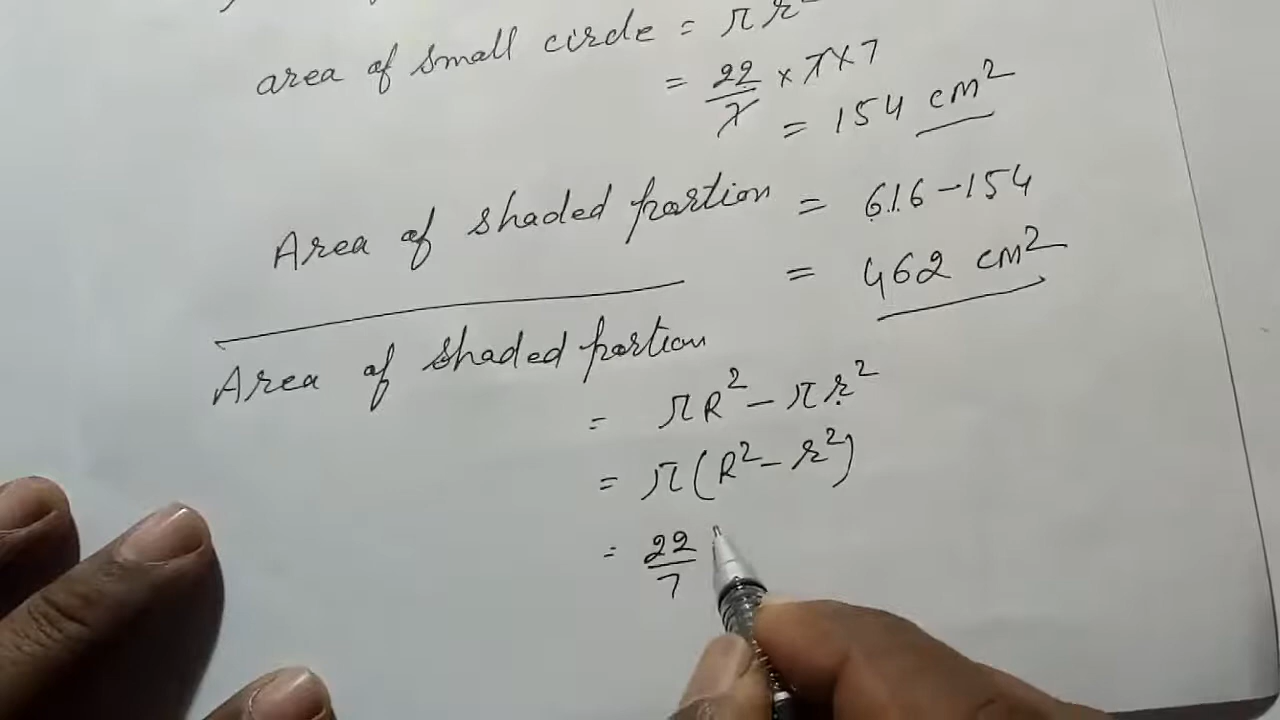 area of small circle = π r²
= 22/7 × 7 × 7
= 154 cm²
Area of shaded portion = 616 - 154
= 462 cm²
Area of shaded portion
= πR² - πr²
= π(R² - r²)
= 22/7